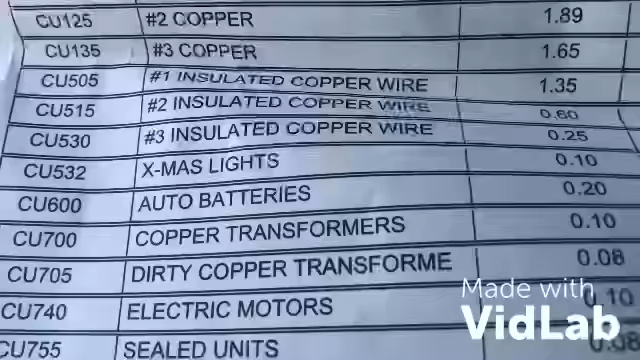 CU125 #2 COPPER 1.89
CU135 #3 COPPER 1.65
CU505 #1 INSULATED COPPER WIRE 1.35
CU515 #2 INSULATED COPPER WIRE 0.60
CU530 #3 INSULATED COPPER WIRE 0.25
CU532 X-MAS LIGHTS 0.10
CU600 AUTO BATTERIES 0.20
CU700 COPPER TRANSFORMERS 0.10
CU705 DIRTY COPPER TRANSFORME 0.08
CU740 ELECTRIC MOTORS 0.10
CU755 SEALED UNITS
Made with
VidLab